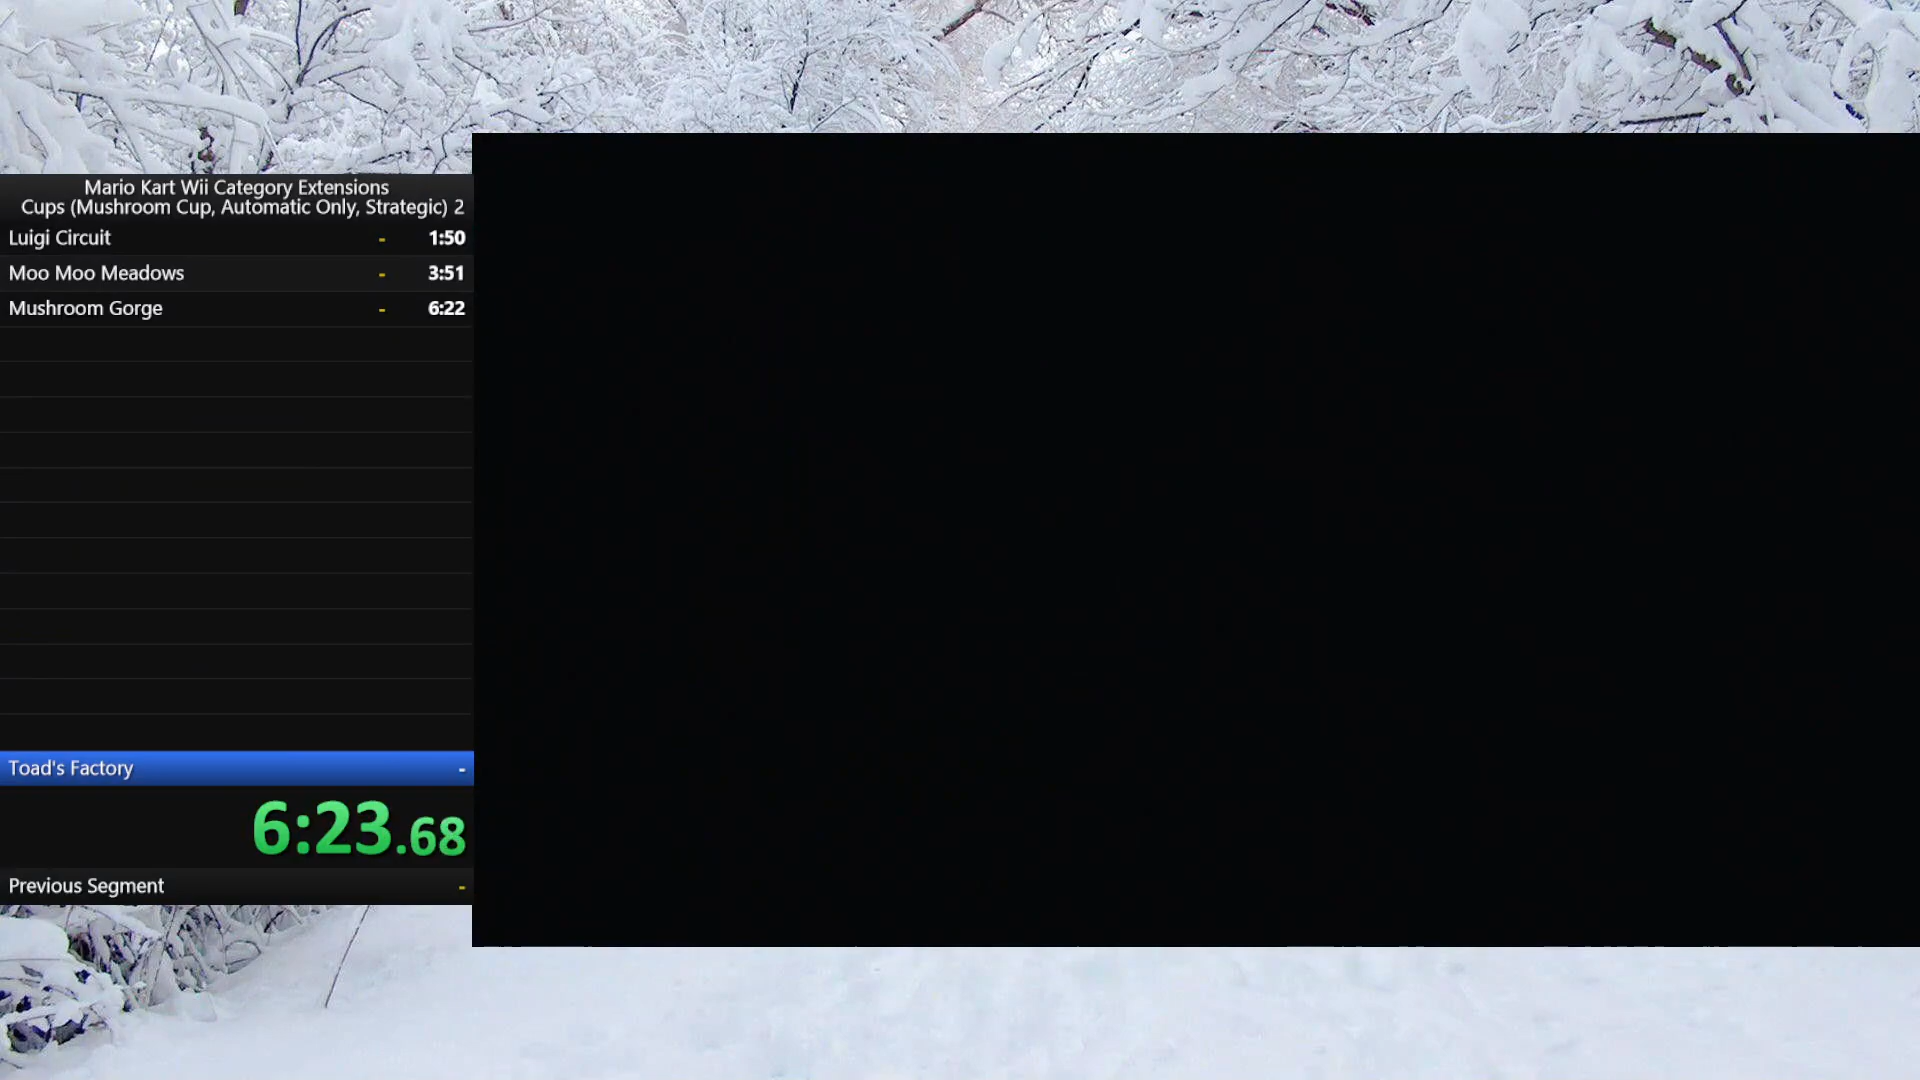 Mario Kart Wii Category Extensions
Cups (Mushroom Cup, Automatic Only, Strategic) 2
Luigi Circuit - 1:50
Moo Moo Meadows - 3:51
Mushroom Gorge - 6:22
Toad's Factory -
6:23.68
Previous Segment -